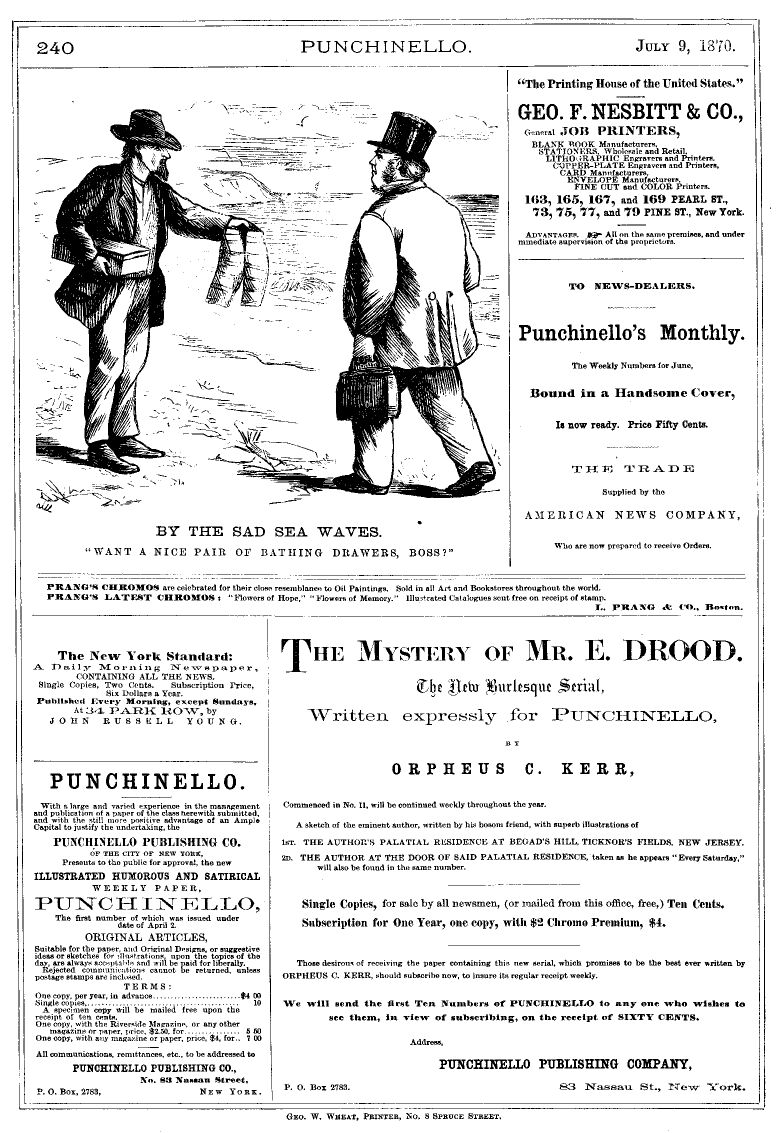 240
PUNCHINELLO.
JULY 9, 1870.
BY THE SAD SEA WAVES.
"WANT A NICE PAIR OF BATHING DRAWERS, BOSS?"
"The Printing House of the United States."
GEO. F. NESBITT & CO.,
General JOB PRINTERS,
BLANK BOOK Manufacturers,
STATIONERS, Wholesale and Retail,
LITHOGRAPHIC Engravers and Printers,
COPPER-PLATE Engravers and Printers,
CARD Manufacturers,
ENVELOPE Manufacturers,
FINE CUT and COLOR Printers.
163, 165, 167, and 169 PEARL ST.,
73, 75, 77, and 79 PINE ST., New York.
ADVANTAGES. ☞ All on the same premises, and under
mmediate supervision of the proprietors.
TO NEWS-DEALERS.
Punchinello's Monthly.
The Weekly Numbers for June,
Bound in a Handsome Cover,
Is now ready. Price Fifty Cents.
THE TRADE
Supplied by the
AMERICAN NEWS COMPANY,
Who are now prepared to receive Orders.
PRANG'S CHROMOS are celebrated for their close resemblance to Oil Paintings. Sold in all Art and Bookstores throughout the world.
PRANG'S LATEST CHROMOS: "Flowers of Hope," "Flowers of Memory." Illustrated Catalogues sent free on receipt of stamp.
L. PRANG & CO., Boston.
The New York Standard:
A Daily Morning Newspaper,
CONTAINING ALL THE NEWS.
Single Copies, Two Cents. Subscription Price,
Six Dollars a Year.
Published Every Morning, except Sundays,
At 34 PARK ROW, by
JOHN RUSSELL YOUNG.
PUNCHINELLO.
With a large and varied experience in the management
and publication of a paper of the class herewith submitted,
and with the still more positive advantage of an Ample
Capital to justify the undertaking, the
PUNCHINELLO PUBLISHING CO.
OF THE CITY OF NEW YORK,
Presents to the public for approval, the new
ILLUSTRATED HUMOROUS AND SATIRICAL
WEEKLY PAPER,
PUNCHINELLO,
The first number of which was issued under
date of April 2.
ORIGINAL ARTICLES,
Suitable for the paper, and Original Designs, or suggestive
ideas or sketches for illustrations, upon the topics of the
day, are always acceptable and will be paid for liberally.
Rejected communications cannot be returned, unless
postage stamps are inclosed.
TERMS:
One copy, per year, in advance........................$4 00
Single copies,........................................ 10
A specimen copy will be mailed free upon the
receipt of ten cents.
One copy, with the Riverside Magazine, or any other
magazine or paper, price, $2.50, for............... 5 50
One copy, with any magazine or paper, price, $4, for.. 7 00
All communications, remittances, etc., to be addressed to
PUNCHINELLO PUBLISHING CO.,
No. 83 Nassau Street,
P. O. Box, 2783, NEW YORK.
THE MYSTERY OF MR. E. DROOD.
The New Burlesque Serial,
Written expressly for PUNCHINELLO,
BY
ORPHEUS C. KERR,
Commenced in No. 11, will be continued weekly throughout the year.
A sketch of the eminent author, written by his bosom friend, with superb illustrations of
1ST. THE AUTHOR'S PALATIAL RESIDENCE AT BEGAD'S HILL, TICKNOR'S FIELDS, NEW JERSEY.
2D. THE AUTHOR AT THE DOOR OF SAID PALATIAL RESIDENCE, taken as he appears "Every Saturday,"
will also be found in the same number.
Single Copies, for sale by all newsmen, (or mailed from this office, free,) Ten Cents.
Subscription for One Year, one copy, with $2 Chromo Premium, $4.
Those desirous of receiving the paper containing this new serial, which promises to be the best ever written by
ORPHEUS C. KERR, should subscribe now, to insure its regular receipt weekly.
We will send the first Ten Numbers of PUNCHINELLO to any one who wishes to
see them, in view of subscribing, on the receipt of SIXTY CENTS.
Address,
PUNCHINELLO PUBLISHING COMPANY,
P. O. Box 2783. 83 Nassau St., New York.
GEO. W. WHEAT, PRINTER, NO. 8 SPRUCE STREET.